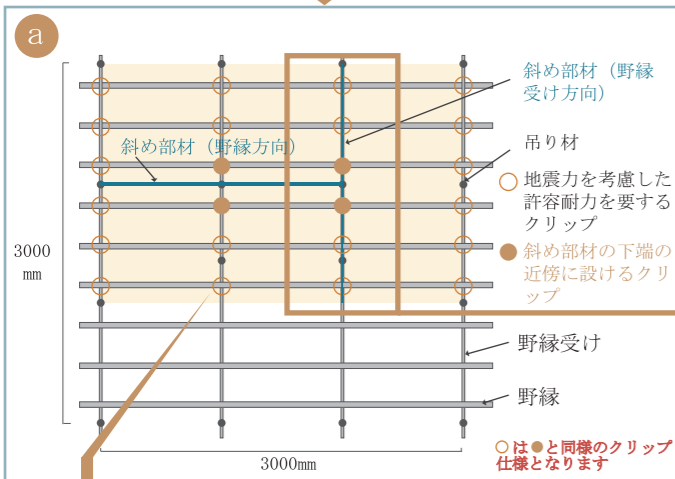 a
斜め部材（野縁
受け方向）
斜め部材（野縁方向）
吊り材
○ 地震力を考慮した
許容耐力を要する
クリップ
● 斜め部材の下端の
近傍に設けるクリ
ップ
3000
mm
野縁受け
野縁
3000mm
○は●と同様のクリップ
仕様となります